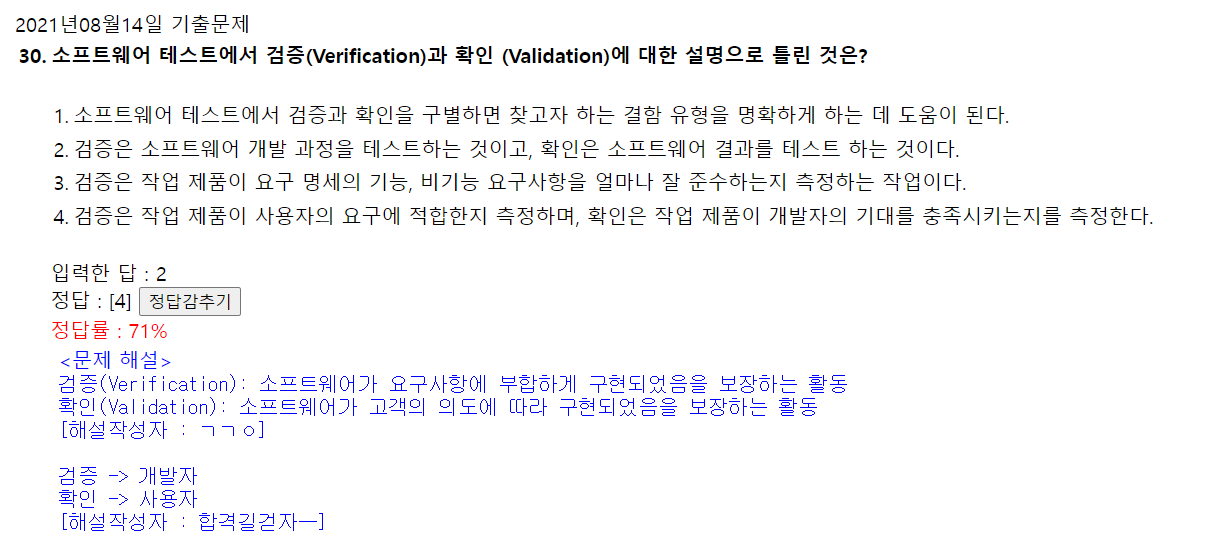 2021년08월14일 기출문제
30. 소프트웨어 테스트에서 검증(Verification)과 확인 (Validation)에 대한 설명으로 틀린 것은?
1. 소프트웨어 테스트에서 검증과 확인을 구별하면 찾고자 하는 결함 유형을 명확하게 하는 데 도움이 된다.
2. 검증은 소프트웨어 개발 과정을 테스트하는 것이고, 확인은 소프트웨어 결과를 테스트 하는 것이다.
3. 검증은 작업 제품이 요구 명세의 기능, 비기능 요구사항을 얼마나 잘 준수하는지 측정하는 작업이다.
4. 검증은 작업 제품이 사용자의 요구에 적합한지 측정하며, 확인은 작업 제품이 개발자의 기대를 충족시키는지를 측정한다.
입력한 답 : 2
정답 : [4] 정답감추기
정답률 : 71%
<문제 해설>
검증(Verification): 소프트웨어가 요구사항에 부합하게 구현되었음을 보장하는 활동
확인(Validation): 소프트웨어가 고객의 의도에 따라 구현되었음을 보장하는 활동
[해설작성자 : ㄱㄱㅇ]
검증 -> 개발자
확인 -> 사용자
[해설작성자 : 합격길걷자ㅡ]